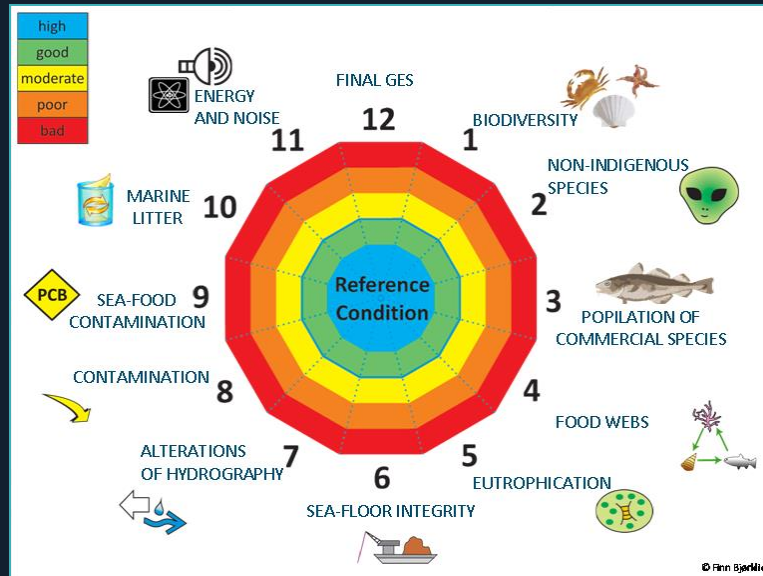 high
good
moderate
poor
bad
FINAL GES
12
ENERGY
AND NOISE
11
BIODIVERSITY
1
NON-INDIGENOUS
SPECIES
2
MARINE
LITTER
10
PCB
SEA-FOOD
CONTAMINATION
9
Reference
Condition
3
POPILATION OF
COMMERCIAL SPECIES
CONTAMINATION
8
4
FOOD WEBS
ALTERATIONS
OF HYDROGRAPHY
7
5
EUTROPHICATION
6
SEA-FLOOR INTEGRITY
© Finn